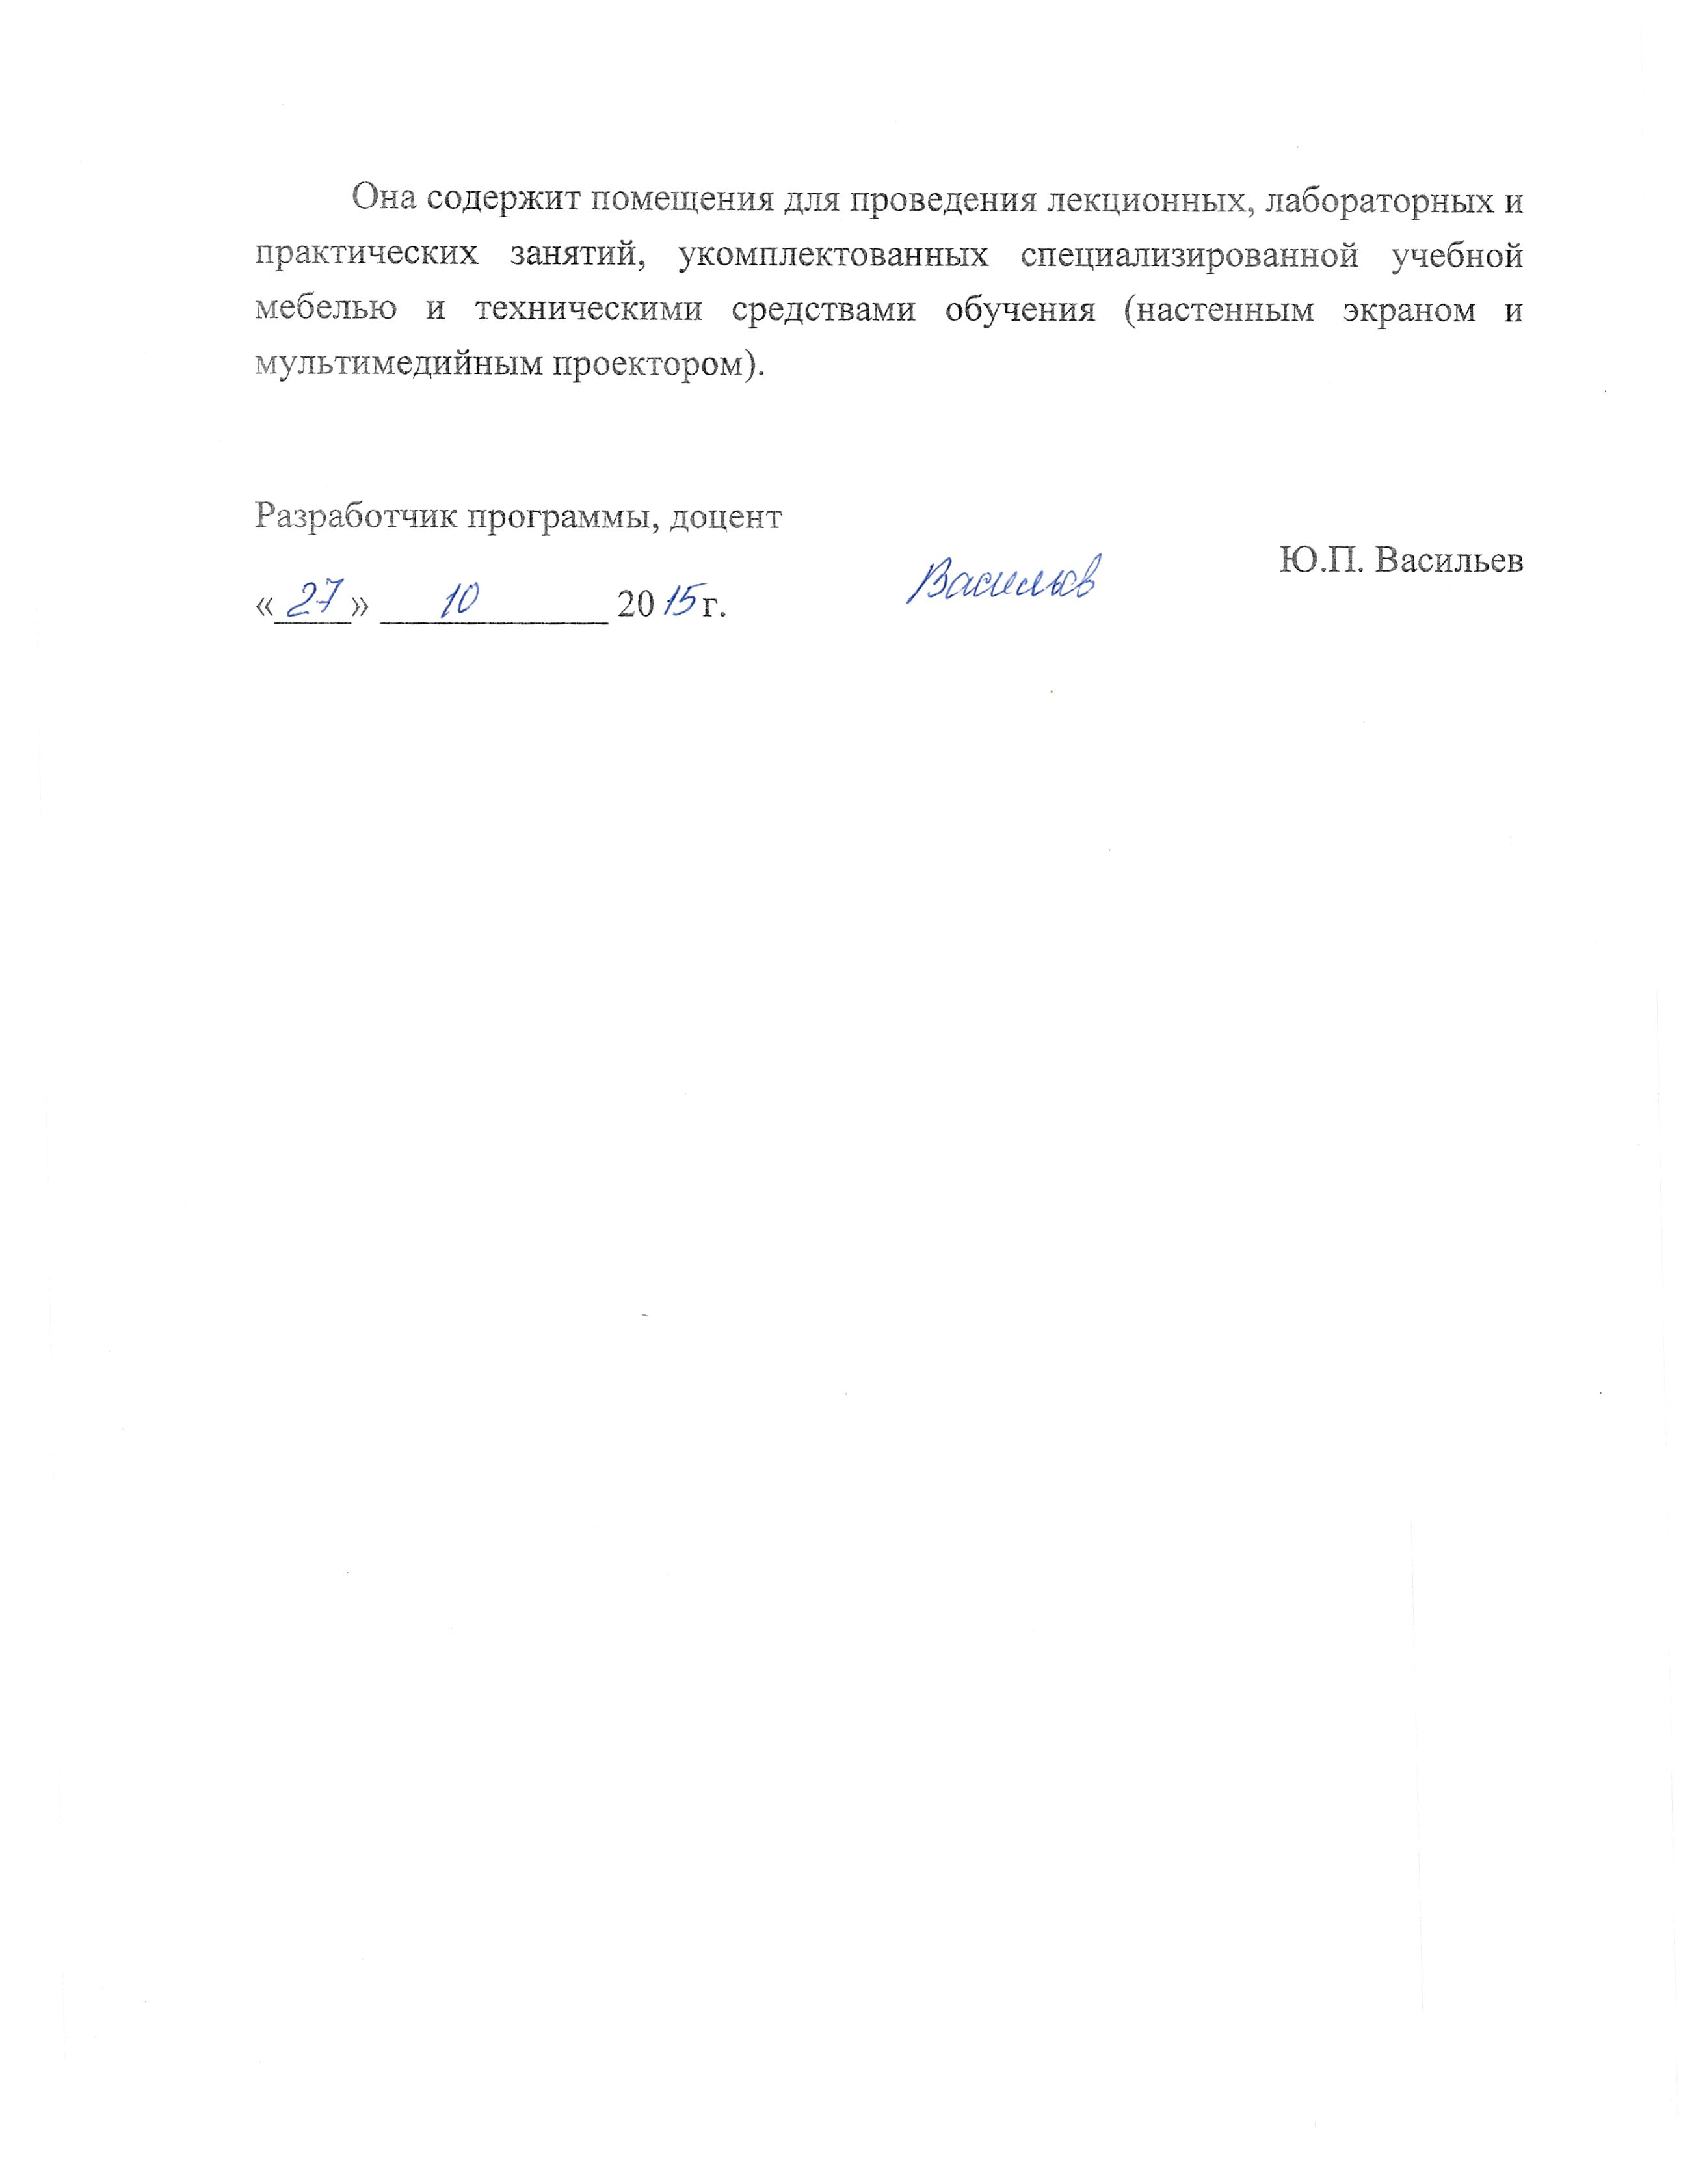 Она содержит помещения для проведения лекционных, лабораторных и
практических занятий, укомплектованных специализированной учебной
мебелью и техническими средствами обучения (настенным экраном и
мультимедийным проектором).
Разработчик программы, доцент
Ю.П. Васильев
Васильев
«27» 10 2015 г.